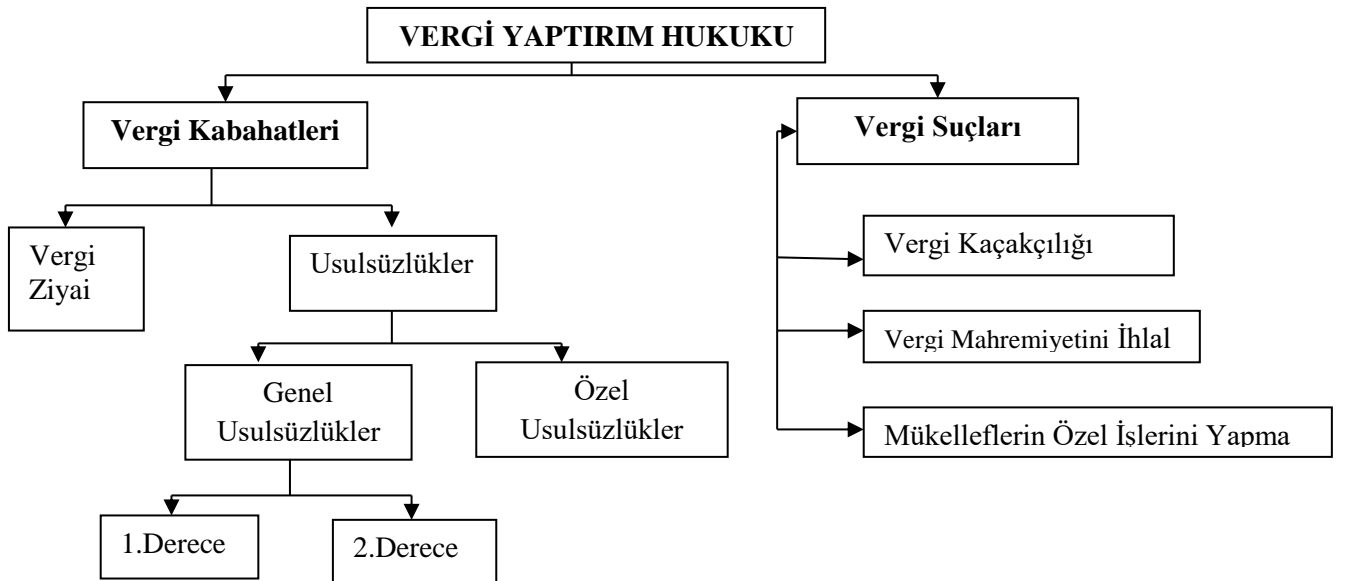 VERGİ YAPTIRIM HUKUKU
Vergi Kabahatleri
Vergi Suçları
Vergi
Ziyai
Usulsüzlükler
Vergi Kaçakçılığı
Vergi Mahremiyetini İhlal
Genel
Usulsüzlükler
Özel
Usulsüzlükler
Mükelleflerin Özel İşlerini Yapma
1.Derece
2.Derece